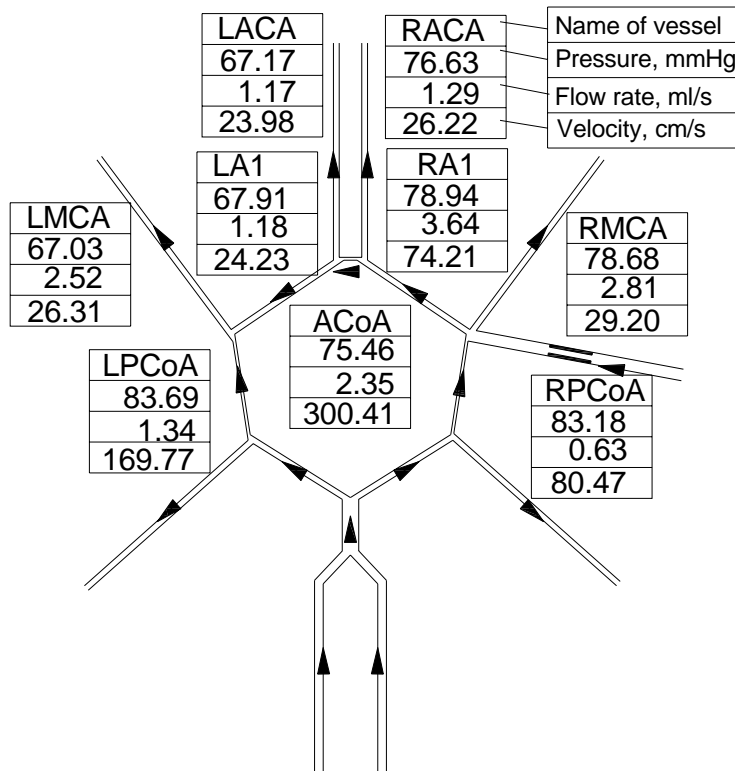 LACA
67.17
1.17
23.98
RACA
76.63
1.29
26.22
Name of vessel
Pressure, mmHg
Flow rate, ml/s
Velocity, cm/s
LA1
67.91
1.18
24.23
RA1
78.94
3.64
74.21
LMCA
67.03
2.52
26.31
RMCA
78.68
2.81
29.20
ACoA
75.46
2.35
300.41
LPCoA
83.69
1.34
169.77
RPCoA
83.18
0.63
80.47